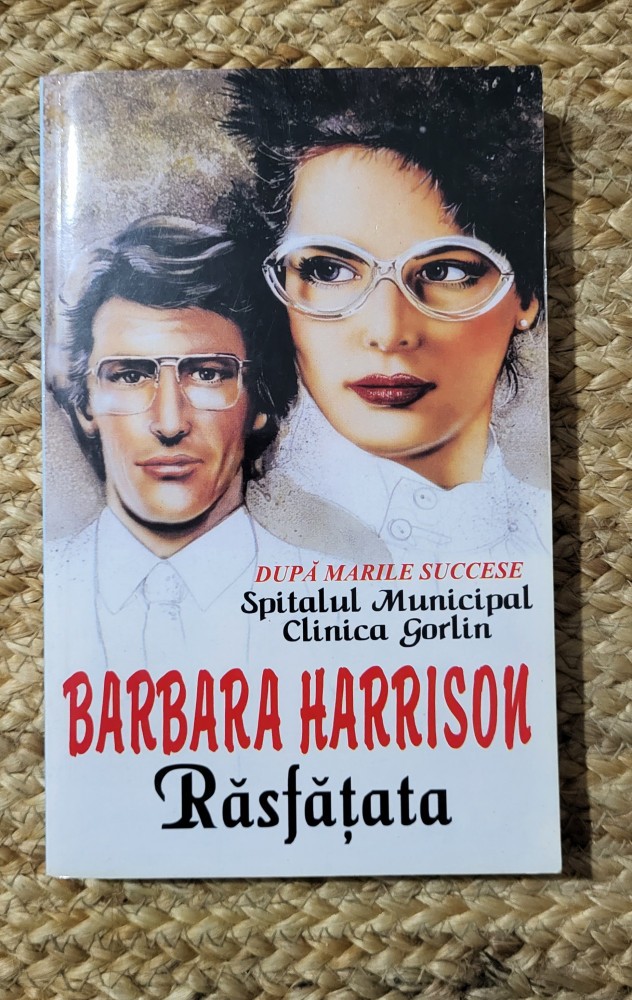 DUPĂ MARILE SUCCESE
Spitalul Municipal
Clinica Gorlin
BARBARA HARRISON
Răsfățata